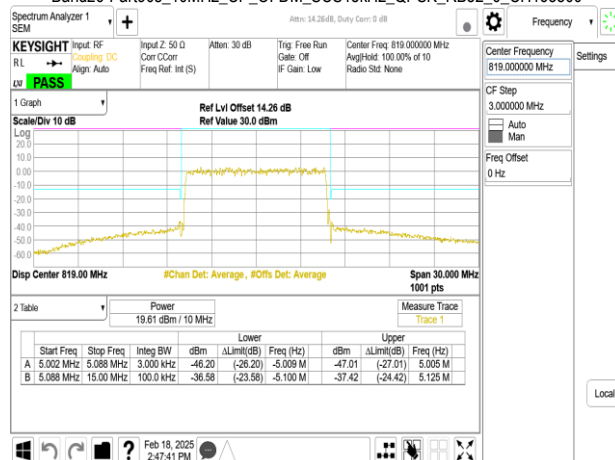 Spectrum Analyzer 1
SEM
Attn: 14.26dB, Duty Corr: 0 dB
Frequency
Settings
KEYSIGHT
RL
LXI
PASS
Input: RF
Coupling: DC
Align: Auto
Input Z: 50 Ω
Corr CCorr
Freq Ref: Int (S)
Atten: 30 dB
Trig: Free Run
Gate: Off
IF Gain: Low
Center Freq: 819.000000 MHz
Avg|Hold: 100.00% of 10
Radio Std: None
Center Frequency
819.000000 MHz
CF Step
3.000000 MHz
Auto
Man
Freq Offset
0 Hz
1 Graph
Scale/Div 10 dB
Ref Lvl Offset 14.26 dB
Ref Value 30.0 dBm
Log
20.0
10.0
0.00
-10.0
-20.0
-30.0
-40.0
-50.0
-60.0
Disp Center 819.00 MHz
#Chan Det: Average , #Offs Det: Average
Span 30.000 MHz
1001 pts
2 Table
Power
19.61 dBm / 10 MHz
Measure Trace
Trace 1
Lower Upper
Start Freq Stop Freq Integ BW dBm ΔLimit(dB) Freq (Hz) dBm ΔLimit(dB) Freq (Hz)
A 5.002 MHz 5.088 MHz 3.000 kHz -46.20 (-26.20) -5.009 M -47.01 (-27.01) 5.005 M
B 5.088 MHz 15.00 MHz 100.0 kHz -36.58 (-23.58) -5.100 M -37.42 (-24.42) 5.125 M
Local
Feb 18, 2025
2:47:41 PM